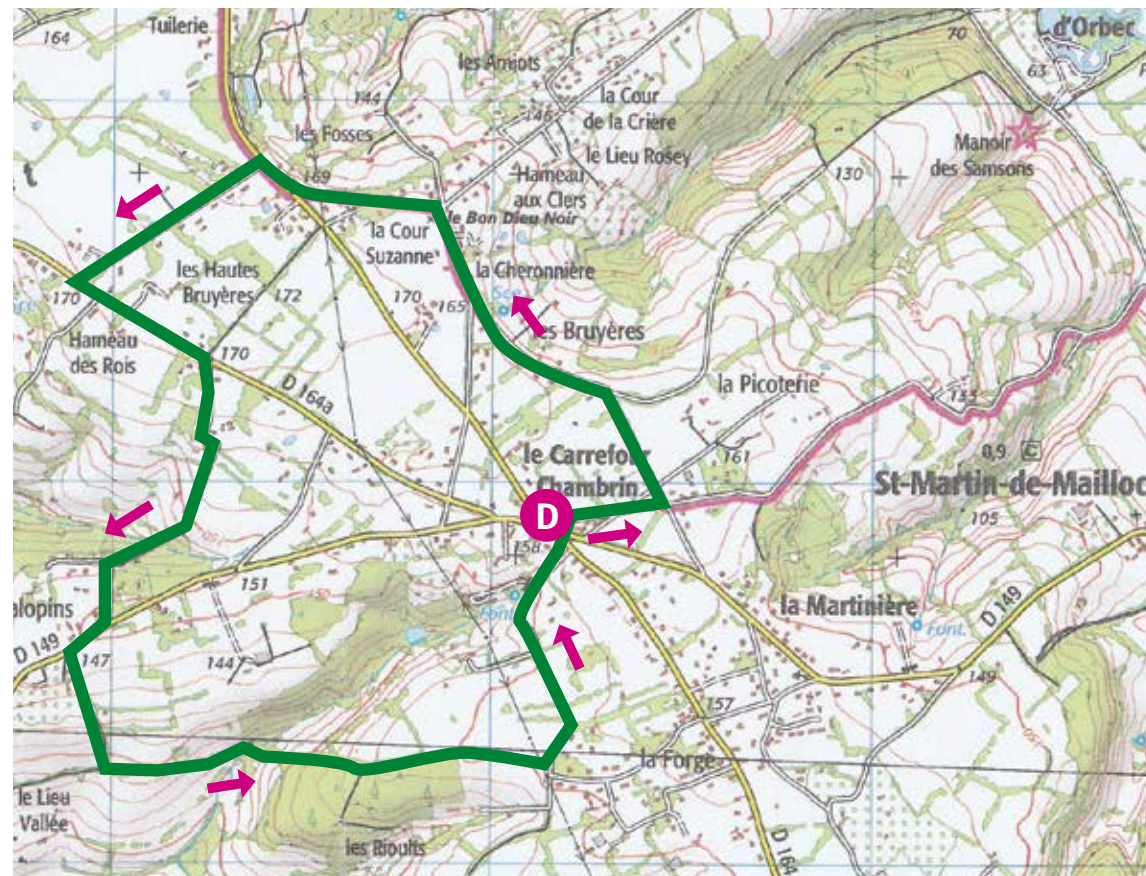 164
Tuilerie
70
d'Orbec
63
les Amiots
144
la Cour
de la Crière
146
les Fosses
le Lieu Rosey
Manoir
des Samsons
130
169
Hameau
aux Clers
le Bon Dieu Noir
la Cour
Suzanne
la Cheronnière
Sce
les Hautes
Bruyères
172
170
165
170
les Bruyères
Hameau
des Rois
170
D 164a
la Picoterie
133
le Carrefour
Chambrin
161
0,9
C
St-Martin-de-Mailloc
105
D
158
151
Font.
la Martinière
Font.
D 149
alopins
D 149
147
144
149
157
la Forge
le Lieu
Vallée
les Rioults
D 164